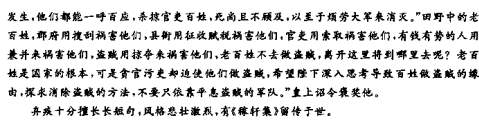 发生,他们都能一呼百应,杀掠官吏百姓,死尚且不顾及,以至于烦劳大军来消灭。”田野中的老
百姓,郡府用搜刮祸害他们,县衙用征收赋税祸害他们,官吏用索取祸害他们,有钱有势的人用
兼并来祸害他们,盗贼用掠夺来祸害他们,老百姓不去做盗贼,离开这里将到哪里去呢?老百
姓是国家的根本,可是贪官污吏却迫使他们做盗贼,希望陛下深入思考导致百姓做盗贼的缘
由,探求消除盗贼的方法,不要只依靠平息盗贼的军队。”皇上诏令褒奖他。
弃疾十分擅长长短句,风格悲壮激烈,有《稼轩集》留传于世。